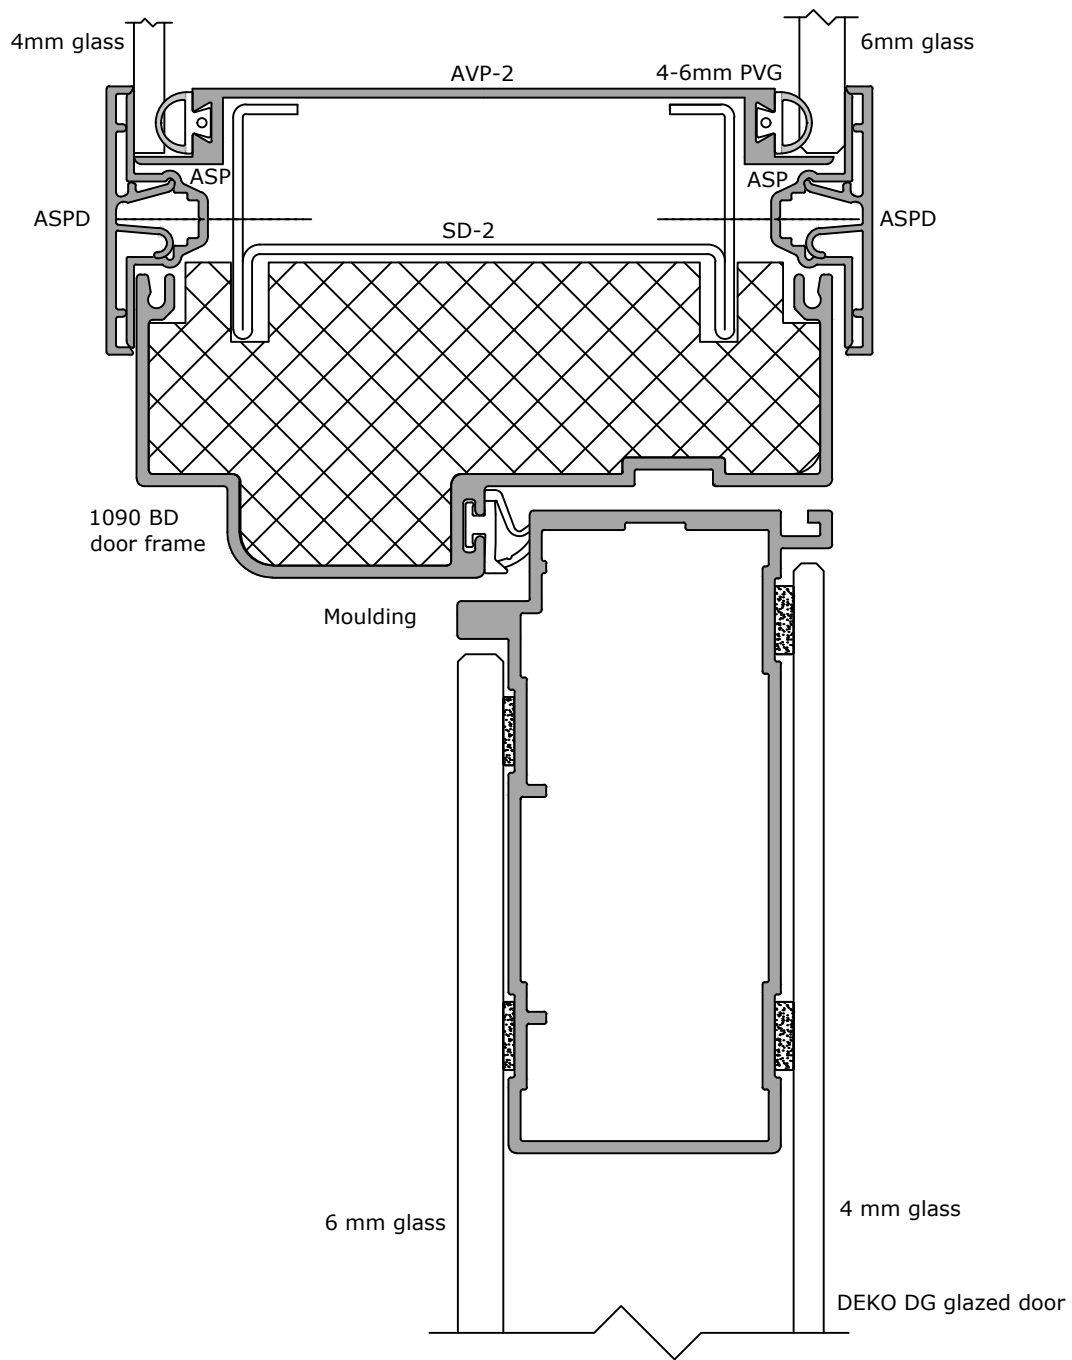 4mm glass
6mm glass
AVP-2
4-6mm PVG
ASP
ASP
ASPD
ASPD
SD-2
1090 BD
door frame
Moulding
6 mm glass
4 mm glass
DEKO DG glazed door